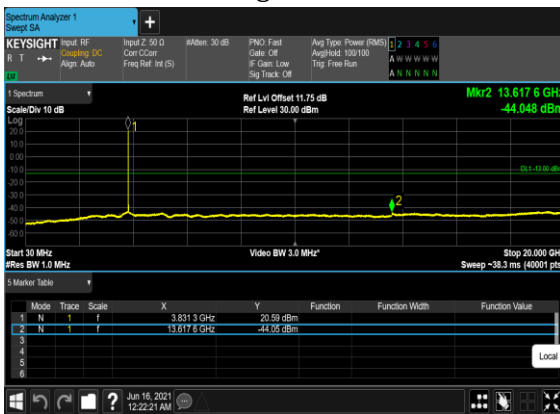 Spectrum Analyzer 1
Swept SA
KEYSIGHT Input: RF Input Z: 50 Ω #Atten: 30 dB PNO: Fast Avg Type: Power (RMS) 1 2 3 4 5 6
R T Coupling: DC Corr CCorr Gate: Off Avg|Hold: 100/100 A W W W W W
Align: Auto Freq Ref: Int (S) IF Gain: Low Trig: Free Run
LV Sig Track: Off A N N N N N
1 Spectrum Ref Lvl Offset 11.75 dB Mkr2 13.617 6 GHz
Scale/Div 10 dB Ref Level 30.00 dBm -44.048 dBm
Log
20.0
10.0
0.00
-10.0
DL1 -13.00 dBm
-20.0
-30.0
-40.0
-50.0
-60.0
1
2
Start 30 MHz Video BW 3.0 MHz* Stop 20.000 GH
#Res BW 1.0 MHz Sweep ~38.3 ms (40001 pts
5 Marker Table
Mode Trace Scale X Y Function Function Width Function Value
1 N 1 f 3.831 3 GHz 20.59 dBm
2 N 1 f 13.617 6 GHz -44.05 dBm
3
4
5
6
Local
? Jun 16, 2021
12:22:21 AM